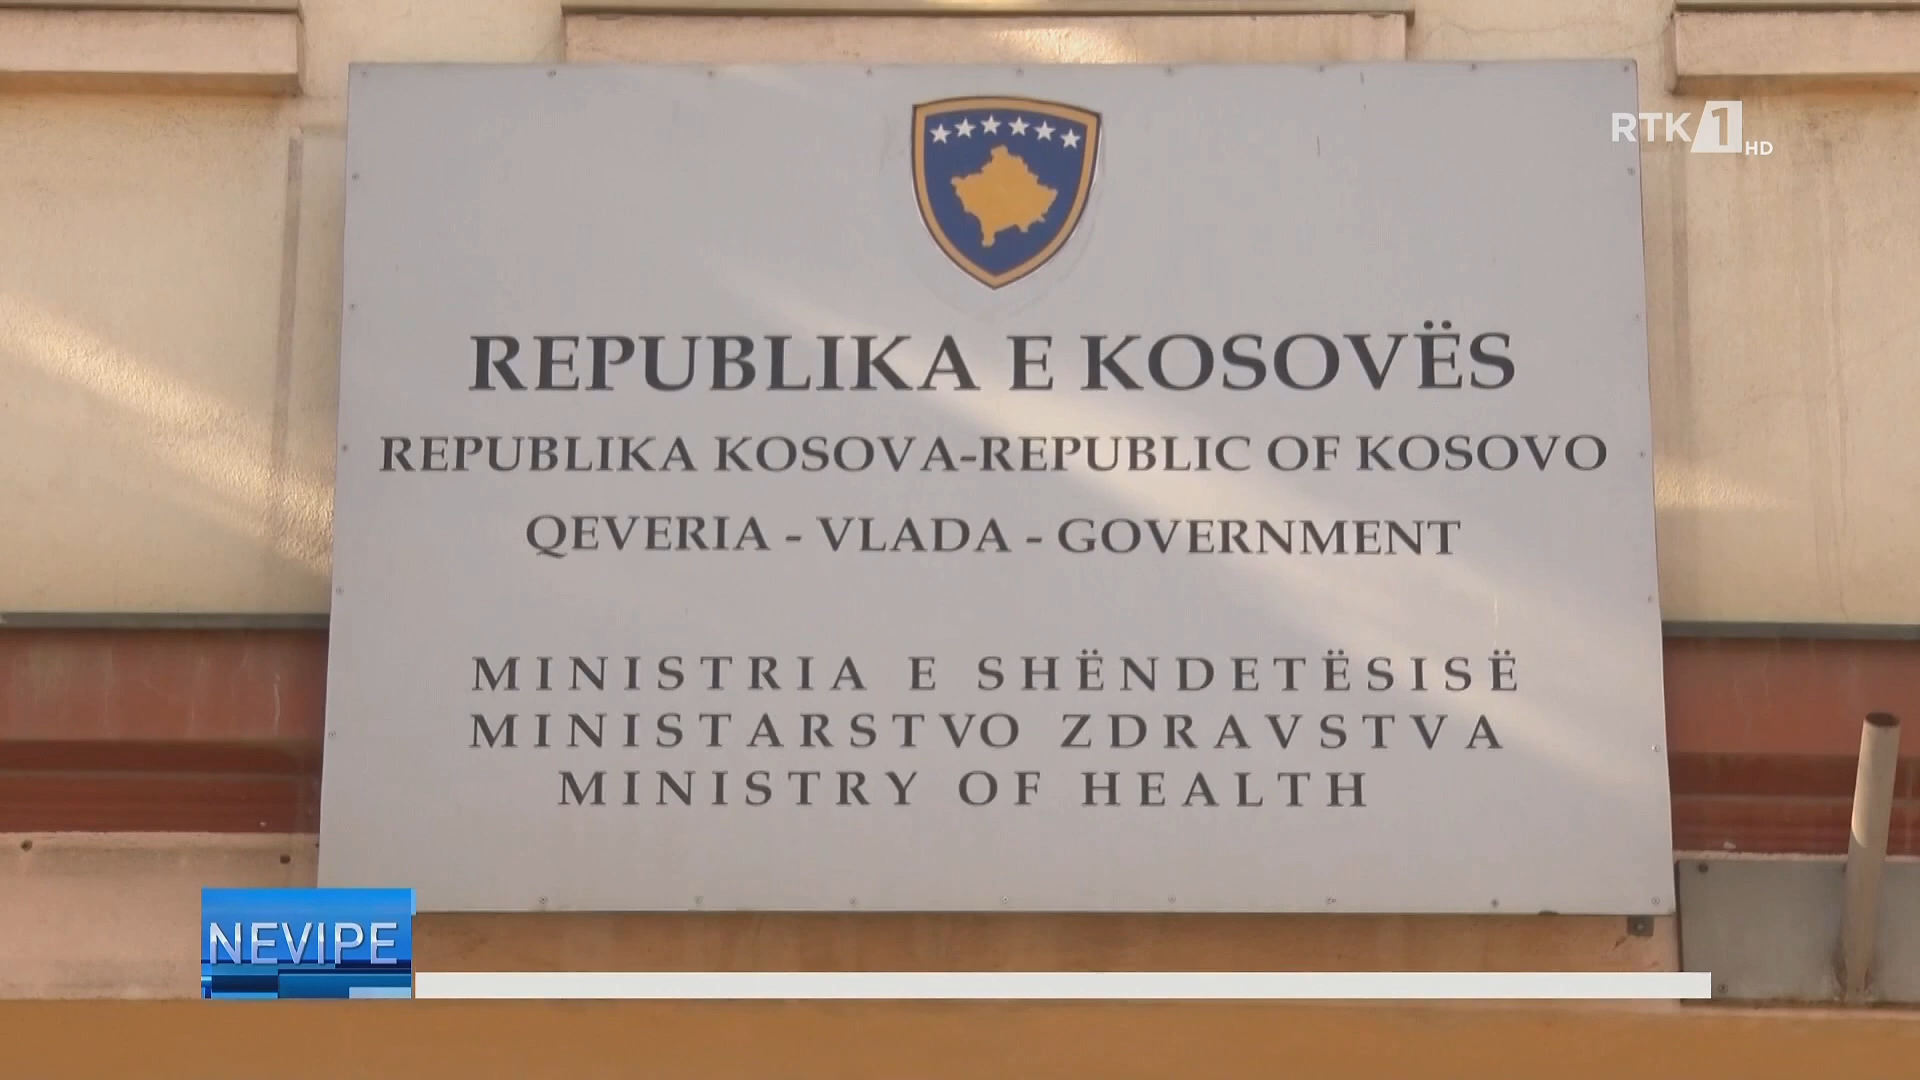 RTK1 HD
REPUBLIKA E KOSOVËS
REPUBLIKA KOSOVA-REPUBLIC OF KOSOVO
QEVERIA - VLADA - GOVERNMENT
MINISTRIA E SHËNDETËSISË
MINISTARSTVO ZDRAVSTVA
MINISTRY OF HEALTH
NEVIPE